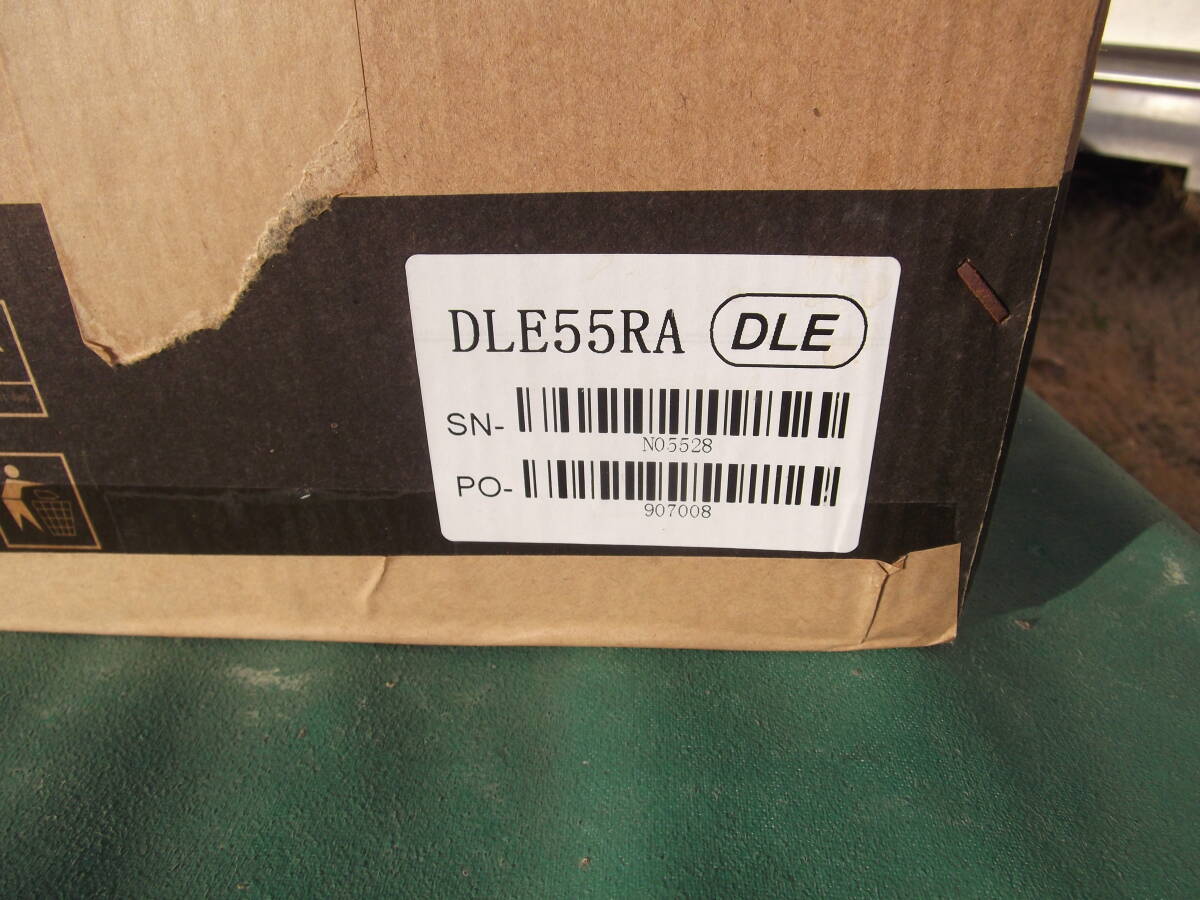 DLE55RA DLE
SN-
N05528
PO-
907008